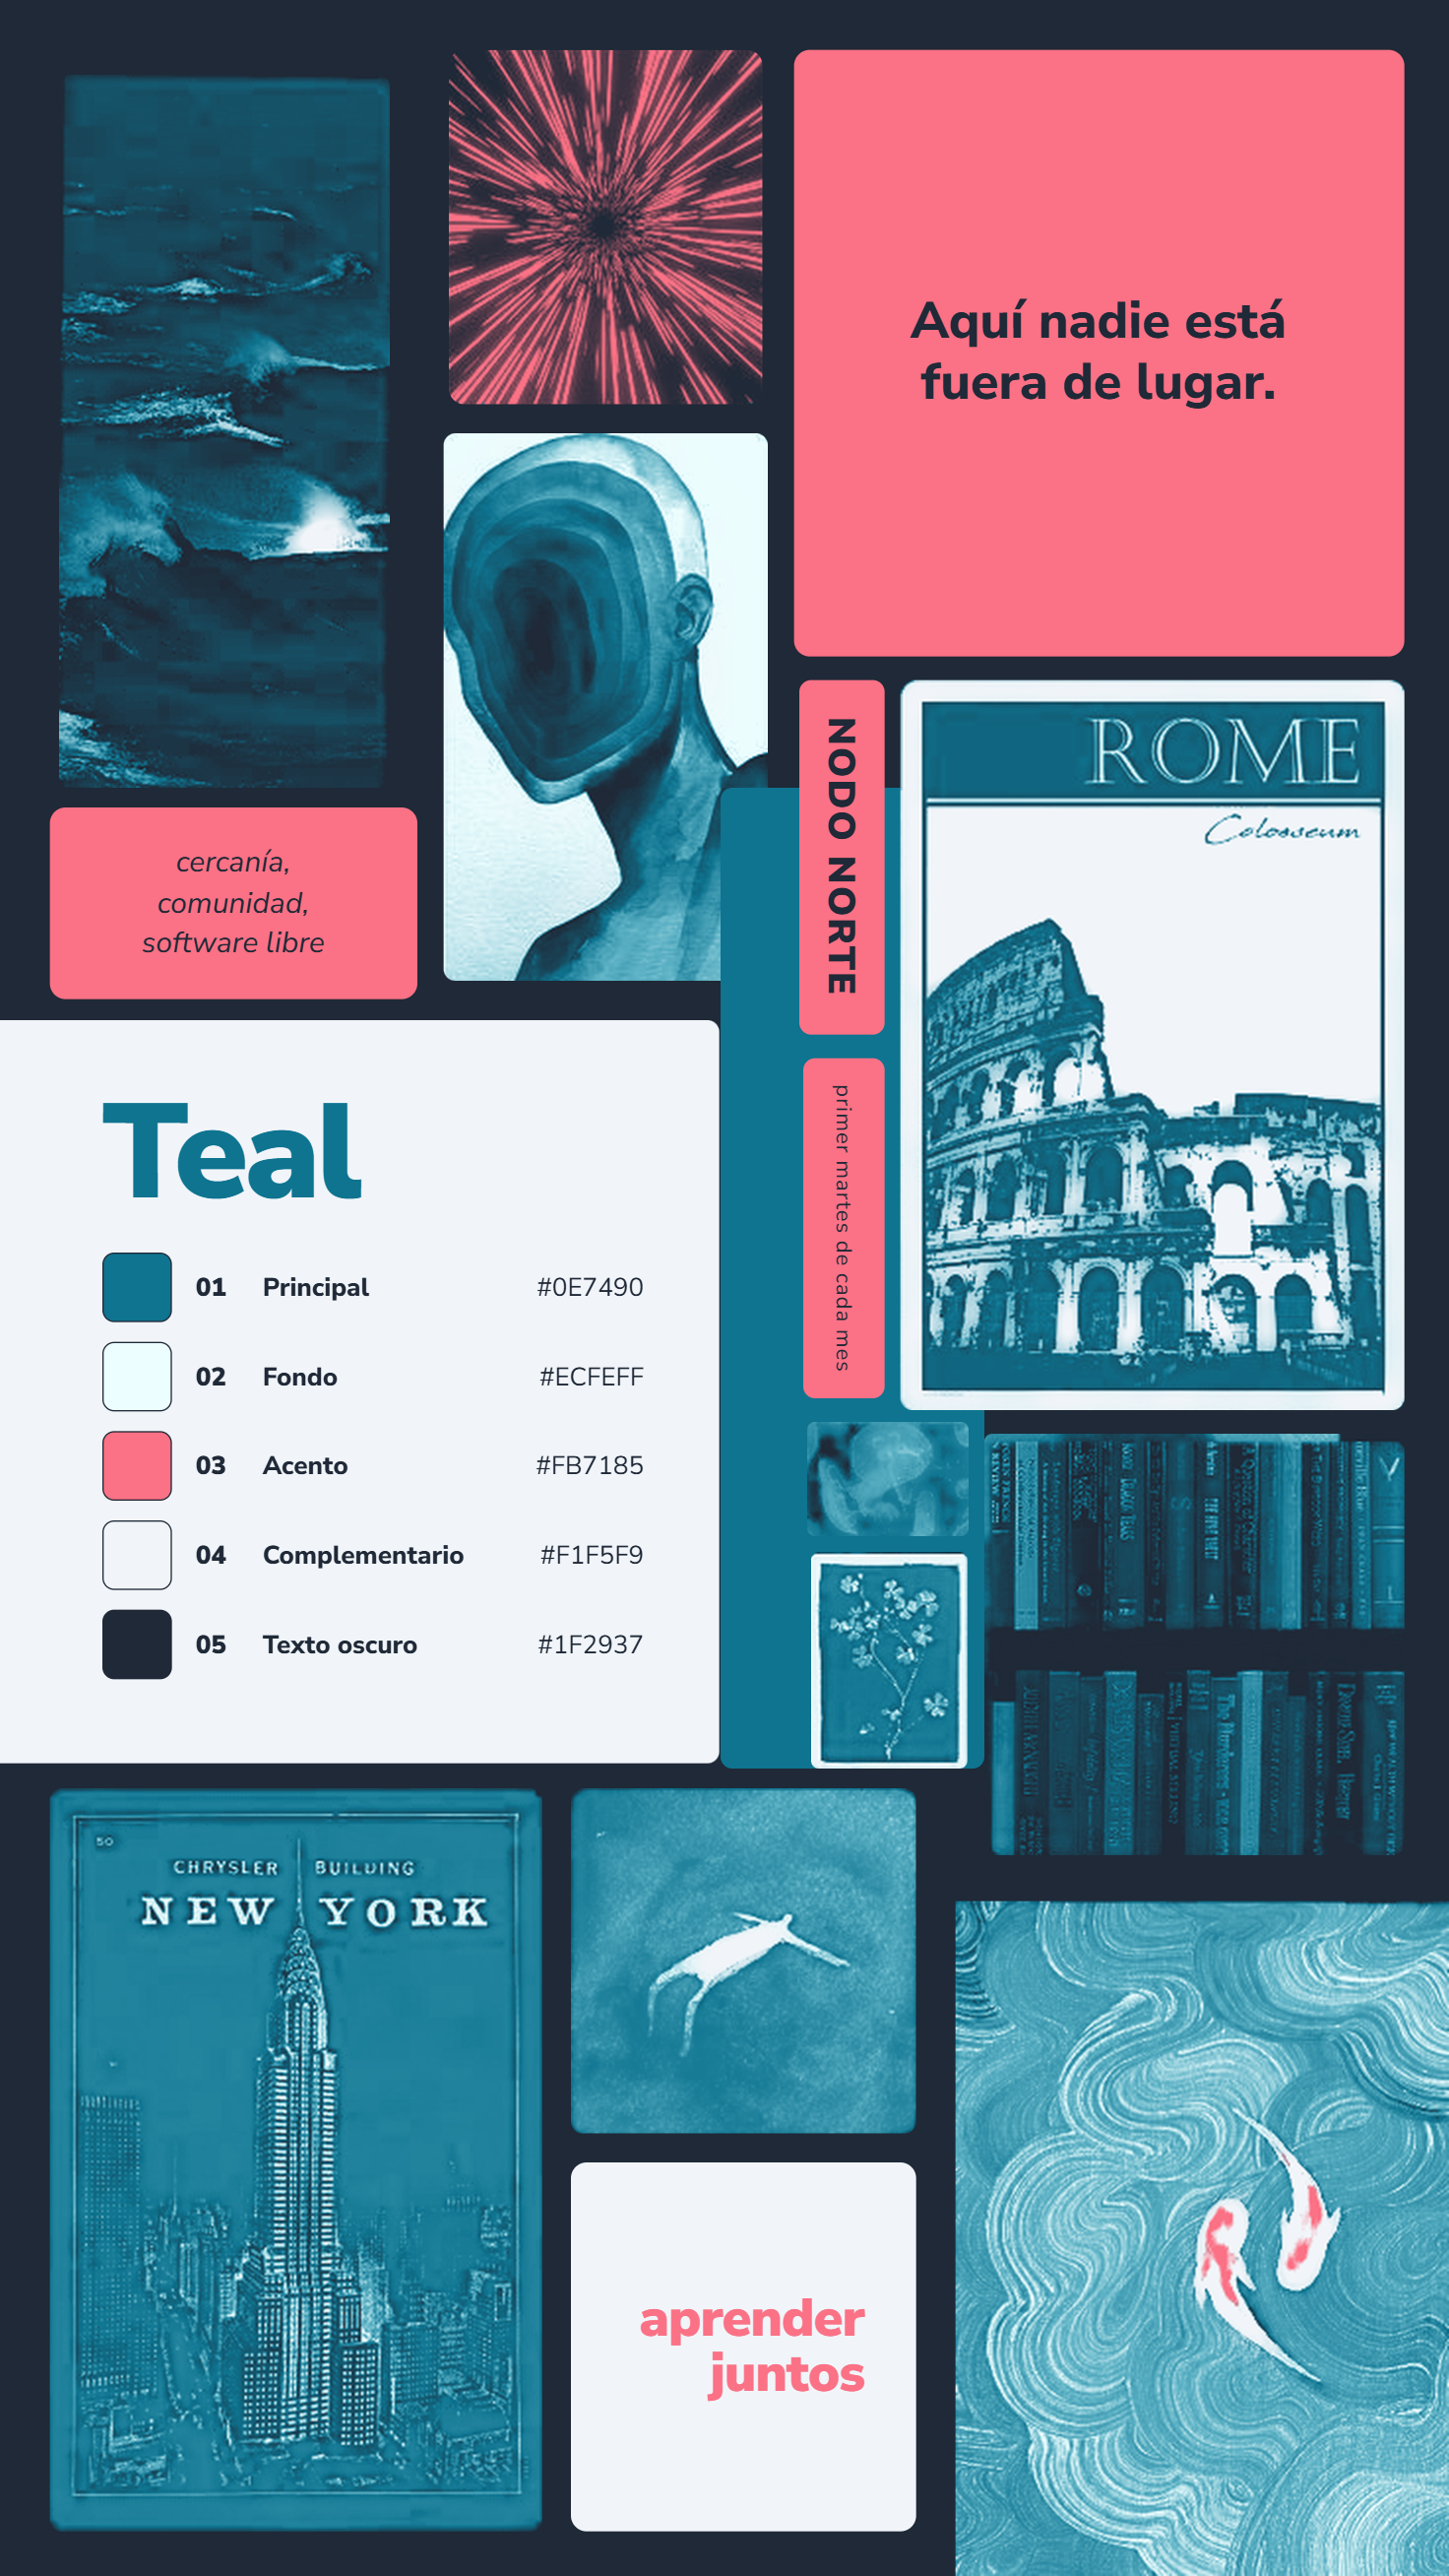 Aquí nadie está
fuera de lugar.
cercanía,
comunidad,
software libre
NODO NORTE
ROME
Colosseum
primer martes de cada mes
Teal
01 Principal #0E7490
02 Fondo #ECFEFF
03 Acento #FB7185
04 Complementario #F1F5F9
05 Texto oscuro #1F2937
50
CHRYSLER BUILDING
NEW YORK
aprender
juntos